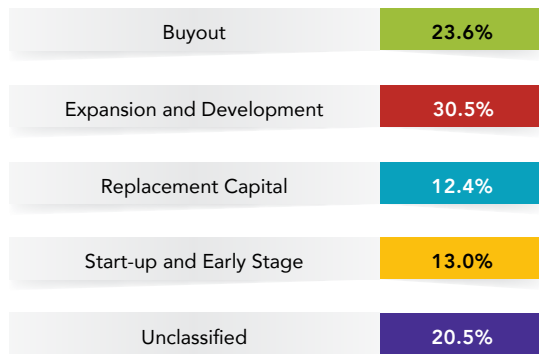 Buyout 23.6%
Expansion and Development 30.5%
Replacement Capital 12.4%
Start-up and Early Stage 13.0%
Unclassified 20.5%